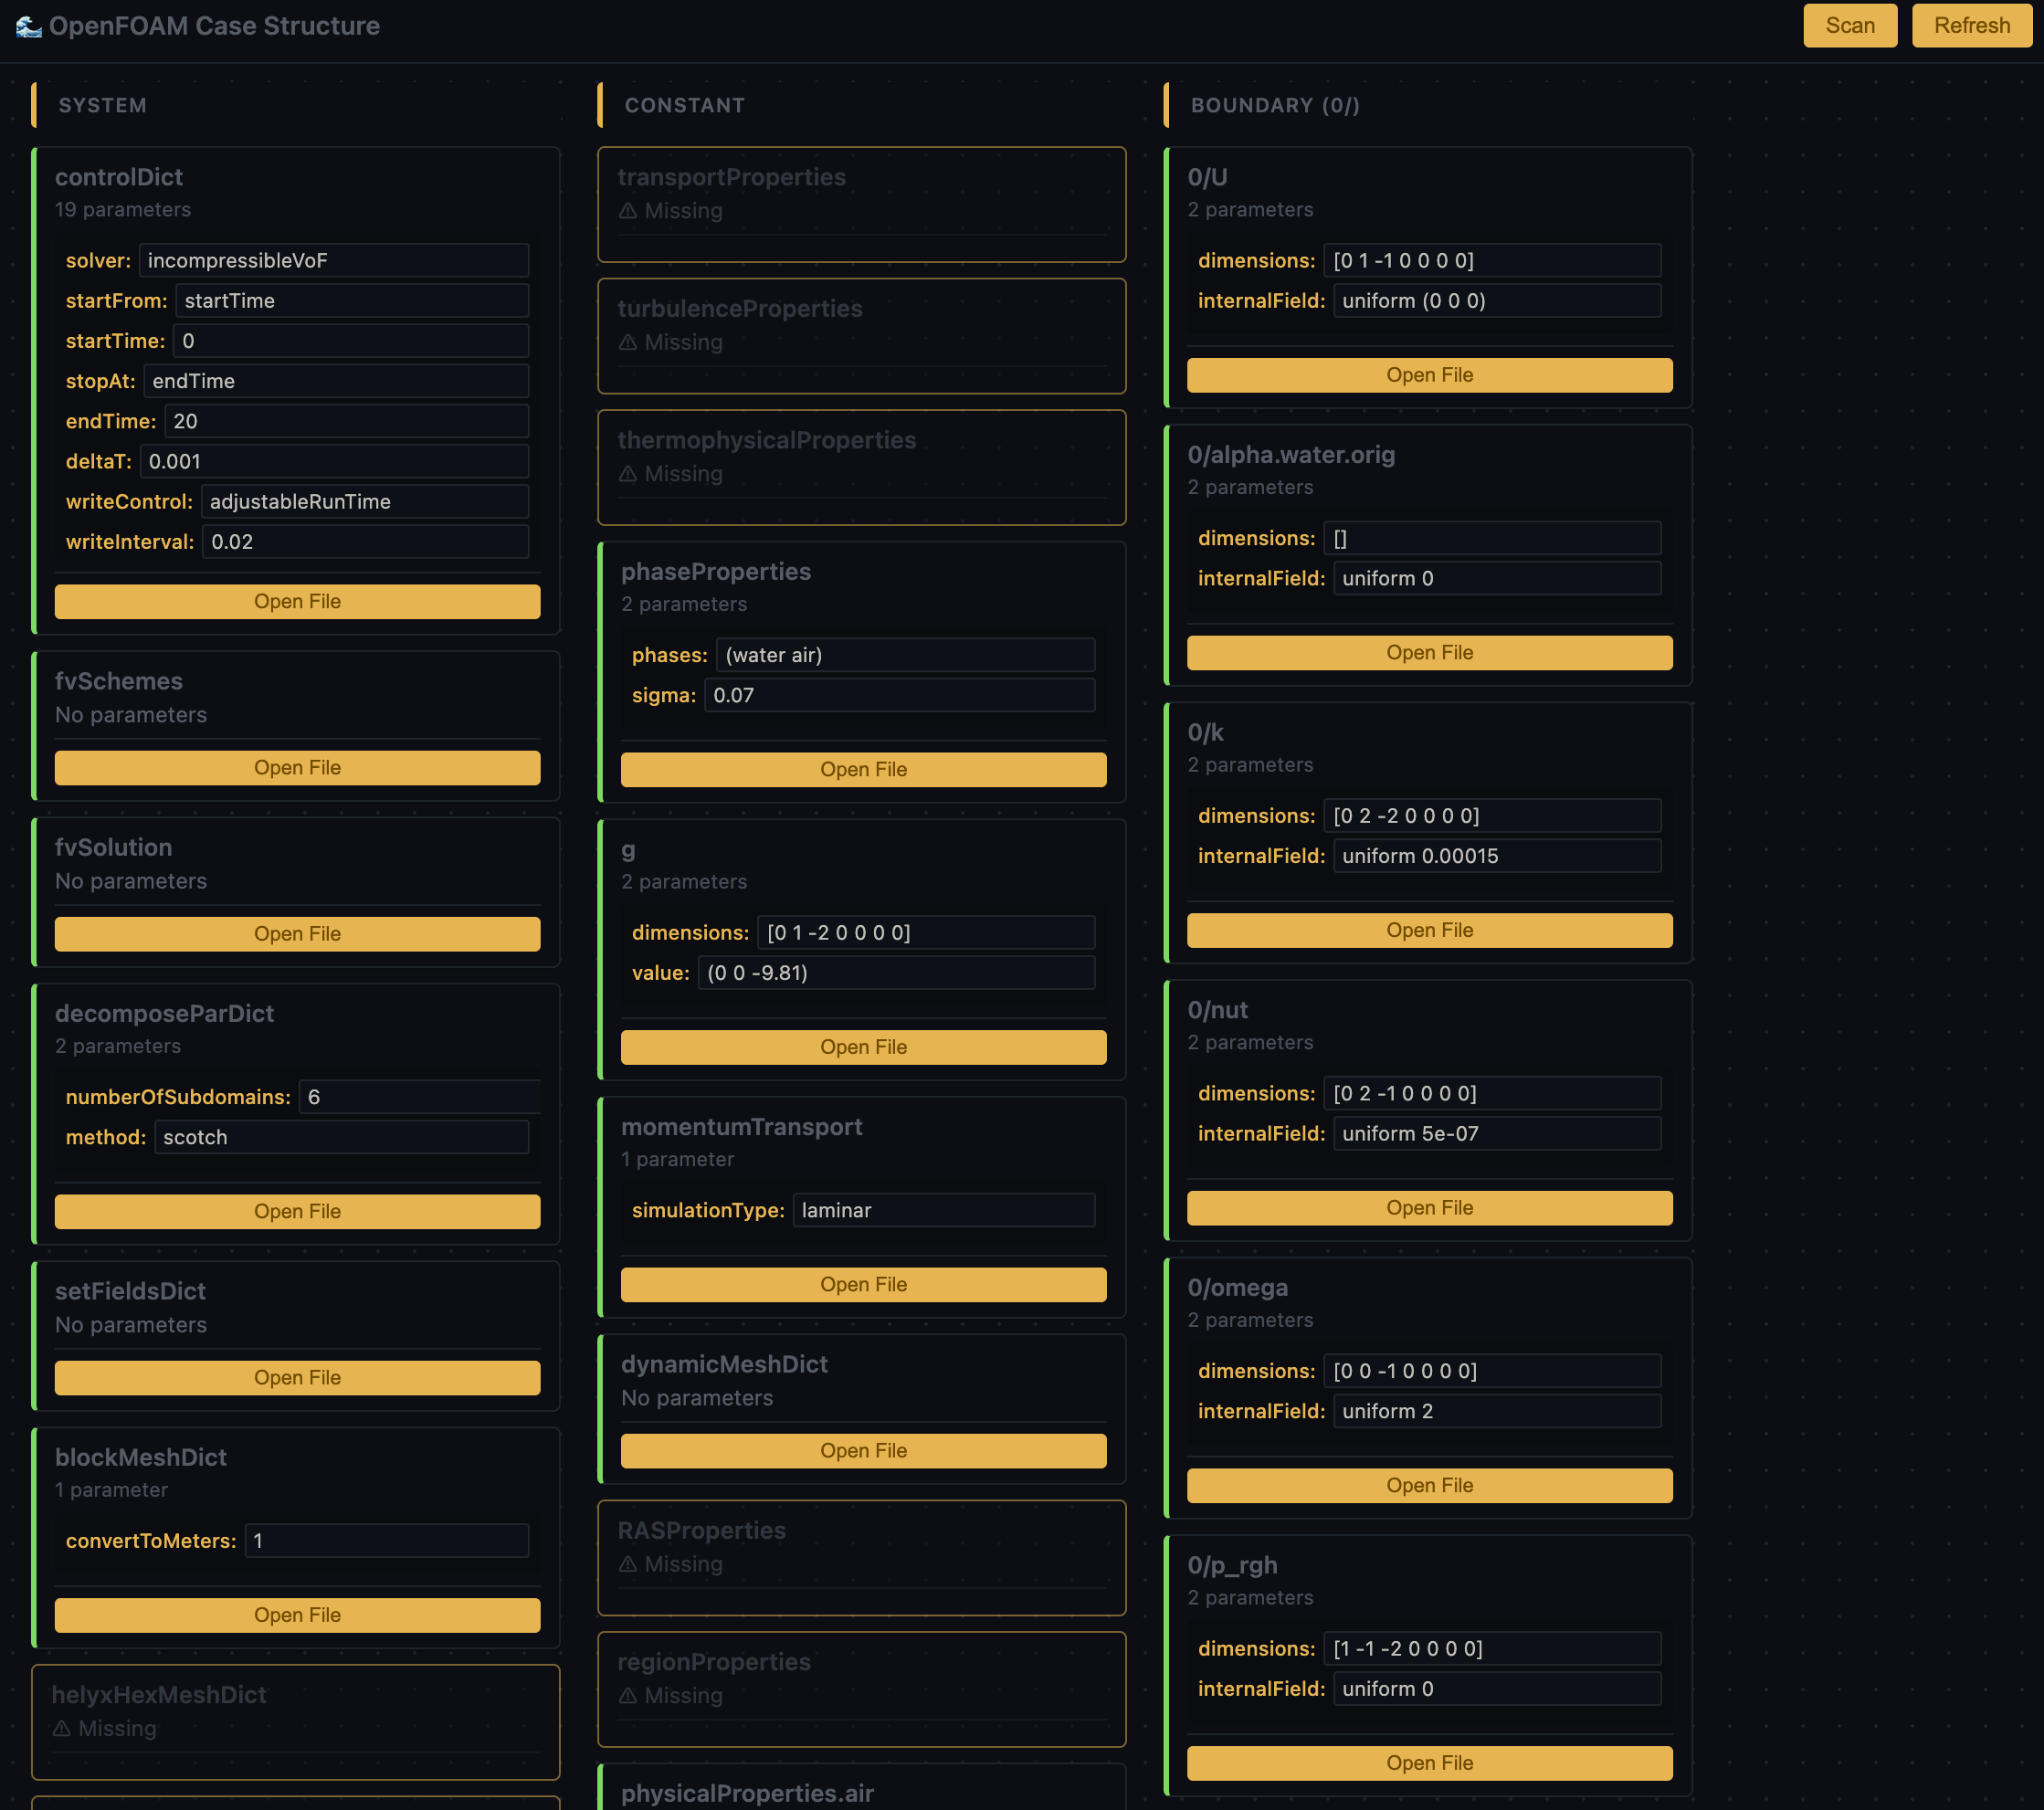 🌊 OpenFOAM Case Structure
Scan
Refresh
SYSTEM
controlDict
19 parameters
solver: incompressibleVoF
startFrom: startTime
startTime: 0
stopAt: endTime
endTime: 20
deltaT: 0.001
writeControl: adjustableRunTime
writeInterval: 0.02
Open File
fvSchemes
No parameters
Open File
fvSolution
No parameters
Open File
decomposeParDict
2 parameters
numberOfSubdomains: 6
method: scotch
Open File
setFieldsDict
No parameters
Open File
blockMeshDict
1 parameter
convertToMeters: 1
Open File
helyxHexMeshDict
⚠ Missing
CONSTANT
transportProperties
⚠ Missing
turbulenceProperties
⚠ Missing
thermophysicalProperties
⚠ Missing
phaseProperties
2 parameters
phases: (water air)
sigma: 0.07
Open File
g
2 parameters
dimensions: [0 1 -2 0 0 0 0]
value: (0 0 -9.81)
Open File
momentumTransport
1 parameter
simulationType: laminar
Open File
dynamicMeshDict
No parameters
Open File
RASProperties
⚠ Missing
regionProperties
⚠ Missing
physicalProperties.air
BOUNDARY (0/)
0/U
2 parameters
dimensions: [0 1 -1 0 0 0 0]
internalField: uniform (0 0 0)
Open File
0/alpha.water.orig
2 parameters
dimensions: []
internalField: uniform 0
Open File
0/k
2 parameters
dimensions: [0 2 -2 0 0 0 0]
internalField: uniform 0.00015
Open File
0/nut
2 parameters
dimensions: [0 2 -1 0 0 0 0]
internalField: uniform 5e-07
Open File
0/omega
2 parameters
dimensions: [0 0 -1 0 0 0 0]
internalField: uniform 2
Open File
0/p_rgh
2 parameters
dimensions: [1 -1 -2 0 0 0 0]
internalField: uniform 0
Open File